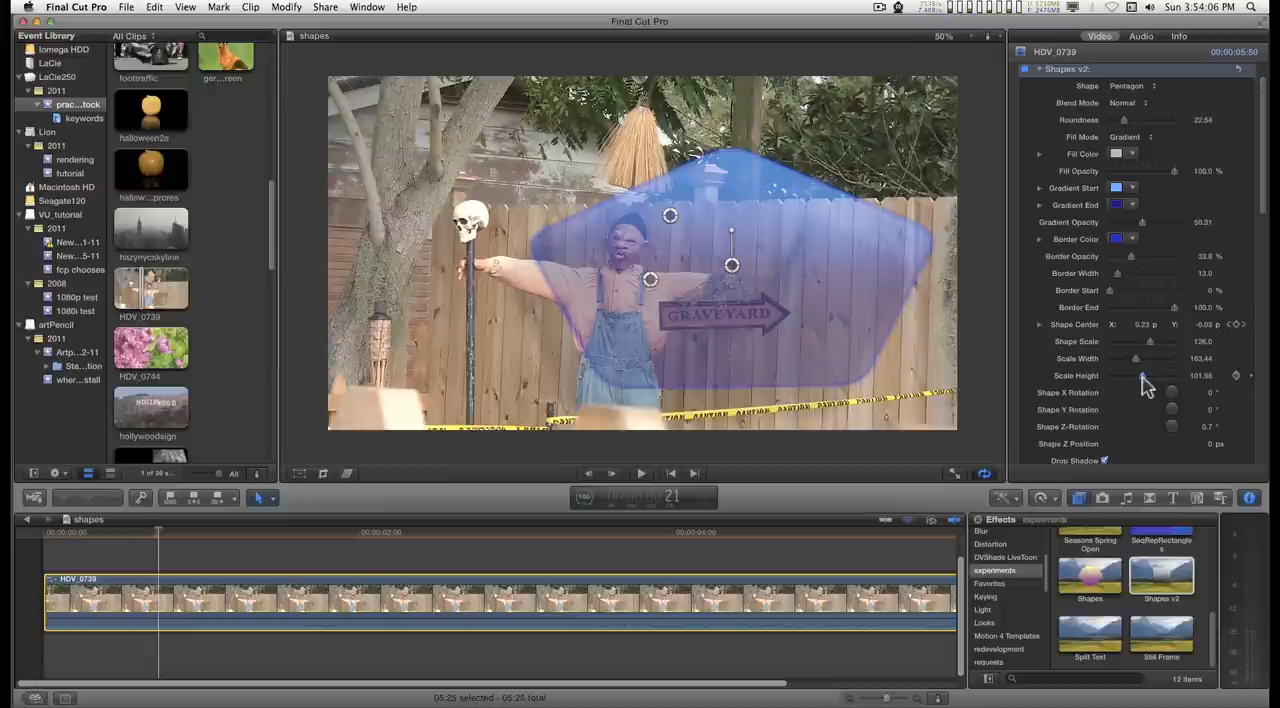 Final Cut Pro File Edit View Mark Clip Modify Share Window Help
Sun 3:54:06 PM
Final Cut Pro
Event Library
All Clips
shapes
50%
Video Audio Info
Iomega HDD
LaCie
LaCie250
2011
prac...tock
keywords
Lion
2011
rendering
tutorial
Macintosh HD
Seagate120
VU_tutorial
2011
New...1-11
New...5-11
fcp chooses
2008
1080p test
1080i test
artPencil
2011
Artp...2-11
Sta...tion
wher...stall
foottraffic
ger...reen
halloween2a
hallow...prores
hazynycskyline
HDV_0739
HDV_0744
hollywoodsign
1 of 36 s...
All
GRAVEYARD
CAUTION CAUTION CAUTION CAUTION
HDV_0739
00:00:05:50
Shapes v2:
Shape Pentagon
Blend Mode Normal
Roundness 22.54
Fill Mode Gradient
Fill Color
Fill Opacity 100.0 %
Gradient Start
Gradient End
Gradient Opacity 50.31
Border Color
Border Opacity 33.8 %
Border Width 13.0
Border Start 0 %
Border End 100.0 %
Shape Center X: 0.23 p Y: -0.03 p
Shape Scale 126.0
Scale Width 163.44
Scale Height 101.98
Shape X Rotation 0 °
Shape Y Rotation 0 °
Shape Z-Rotation 0.7 °
Shape Z Position 0 px
Drop Shadow
100
21
shapes
00:00:00:00
00:00:02:00
00:00:04:00
HDV_0739
Effects experiments
Blur
Distortion
DVShade LiveToon
experiments
Favorites
Keying
Light
Looks
Motion 4 Templates
redevelopment
requests
Seasons Spring
Open
SeqRepRectangle
s
Shapes
Shapes v2
Split Text
Still Frame
12 items
05:25 selected - 05:25 total